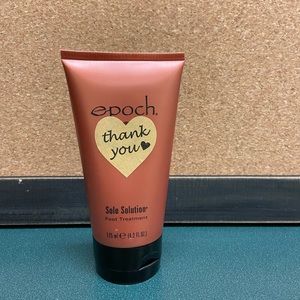 epoch®
thank
you
Sole Solution®
Foot Treatment
125 ml e (4.2 FL. OZ.)